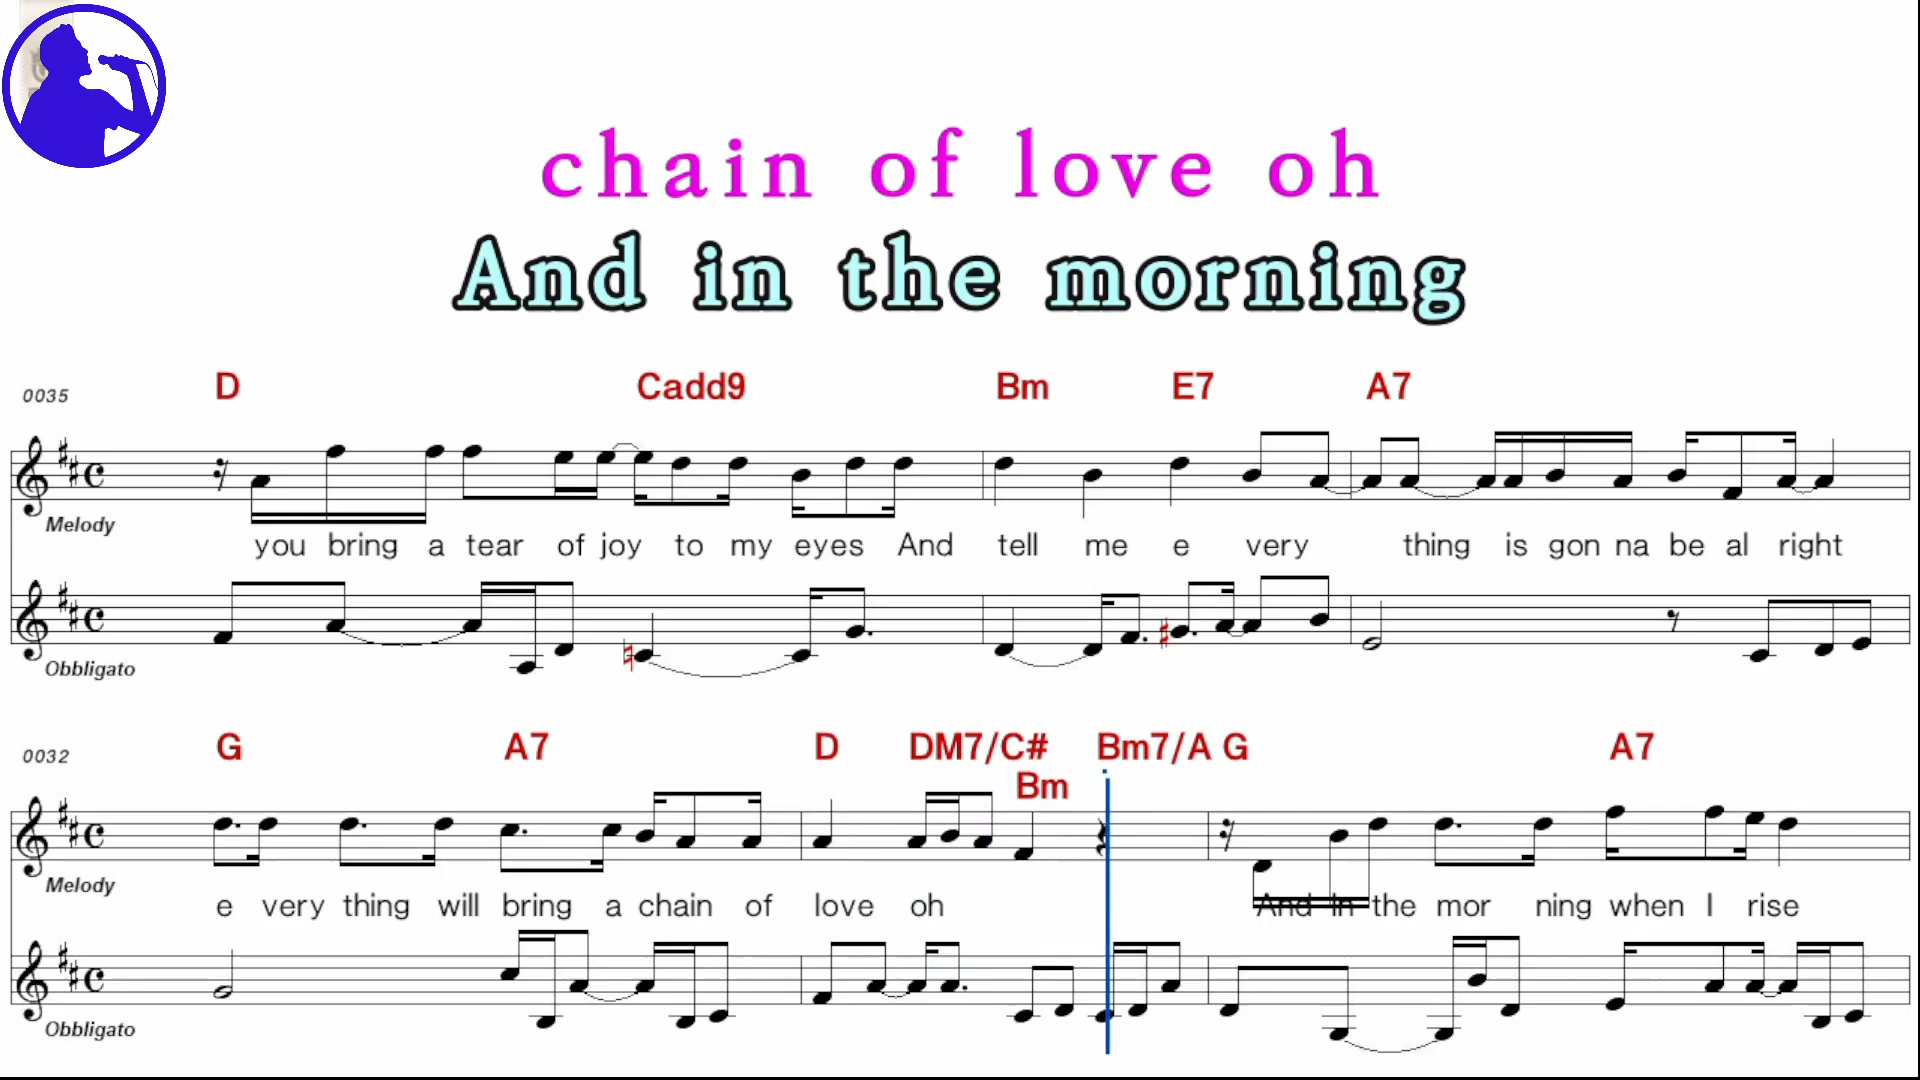 chain of love oh
And in the morning
D Cadd9 Bm E7 A7
0035
Melody
you bring a tear of joy to my eyes And tell me e very thing is gon na be al right
Obbligato
G A7 D DM7/C# Bm7/A G A7
0032
Bm
Melody
e very thing will bring a chain of love oh And in the mor ning when I rise
Obbligato